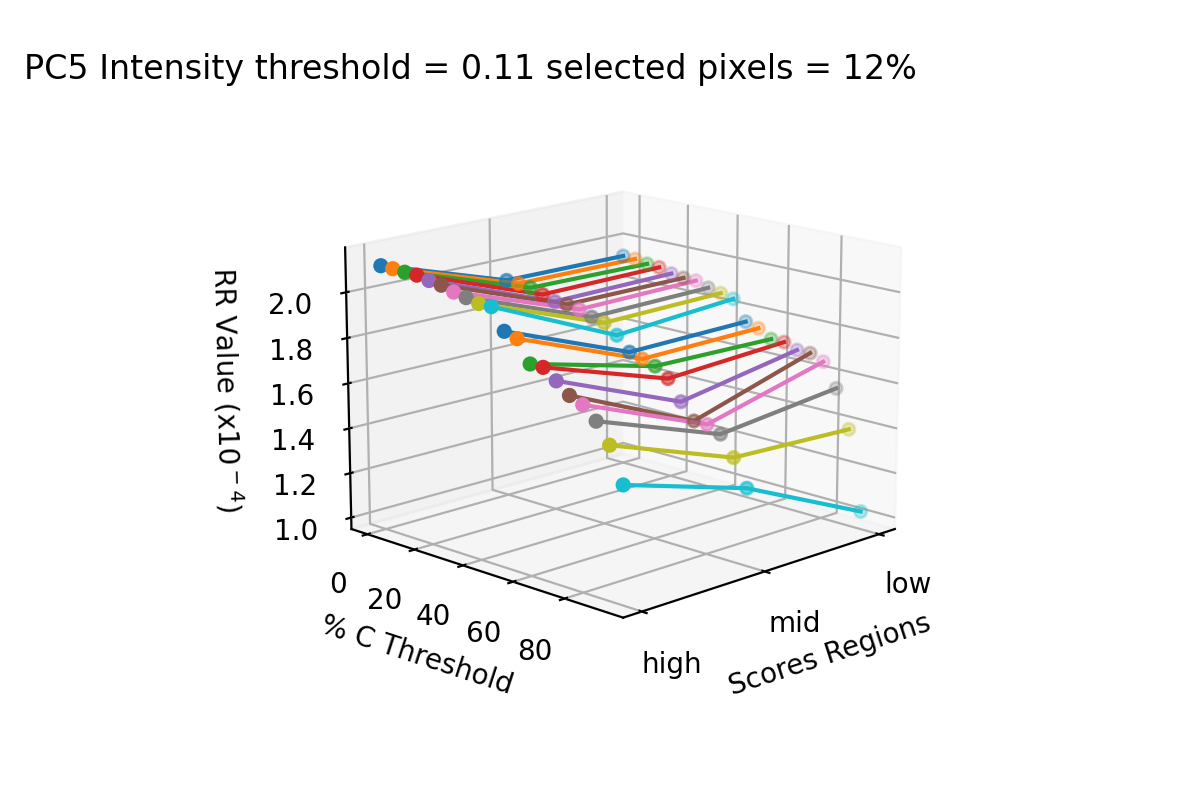 PC5 Intensity threshold = 0.11 selected pixels = 12%
RR Value (x10⁻⁴)
2.0
1.8
1.6
1.4
1.2
1.0
0
20
40
60
80
% C Threshold
high
mid
low
Scores Regions